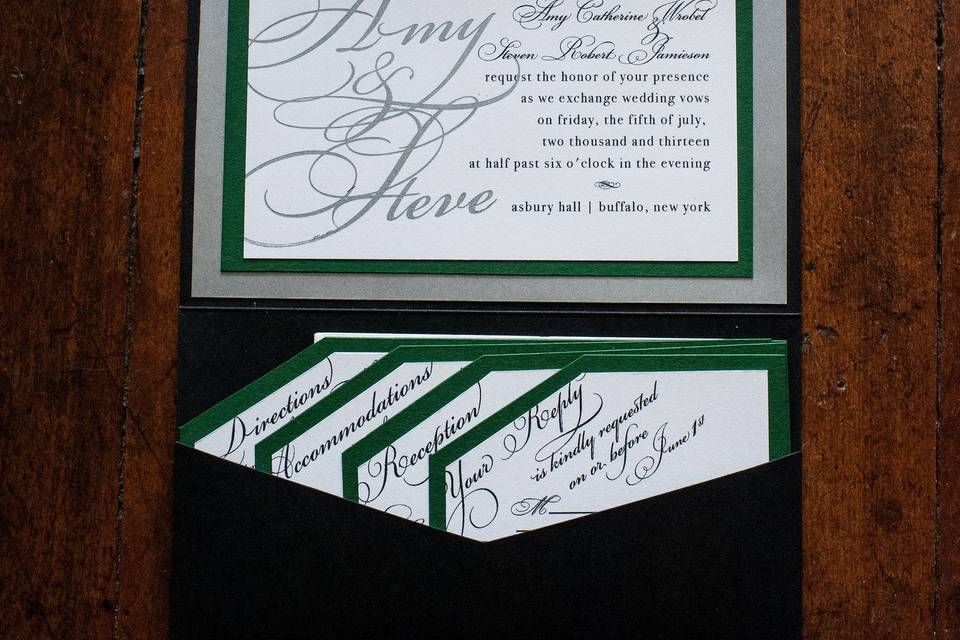 Amy
&
Steve
Amy Catherine Wrobel
&
Steven Robert Jamieson
request the honor of your presence
as we exchange wedding vows
on friday, the fifth of july,
two thousand and thirteen
at half past six o'clock in the evening
asbury hall | buffalo, new york
Directions
Accommodations
Reception
Your Reply
is kindly requested
on or before June 1st
M